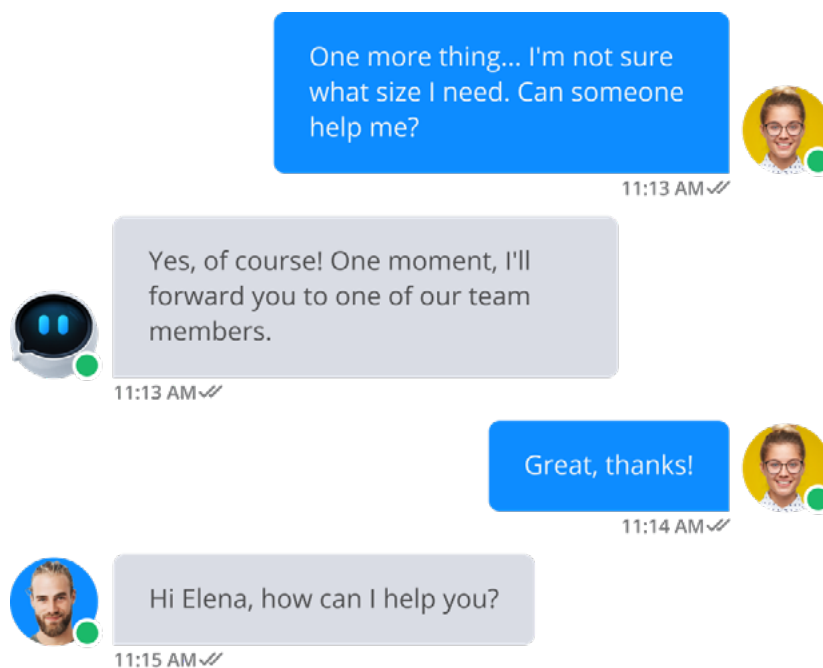 One more thing... I'm not sure
what size I need. Can someone
help me?
11:13 AM
Yes, of course! One moment, I'll
forward you to one of our team
members.
11:13 AM
Great, thanks!
11:14 AM
Hi Elena, how can I help you?
11:15 AM